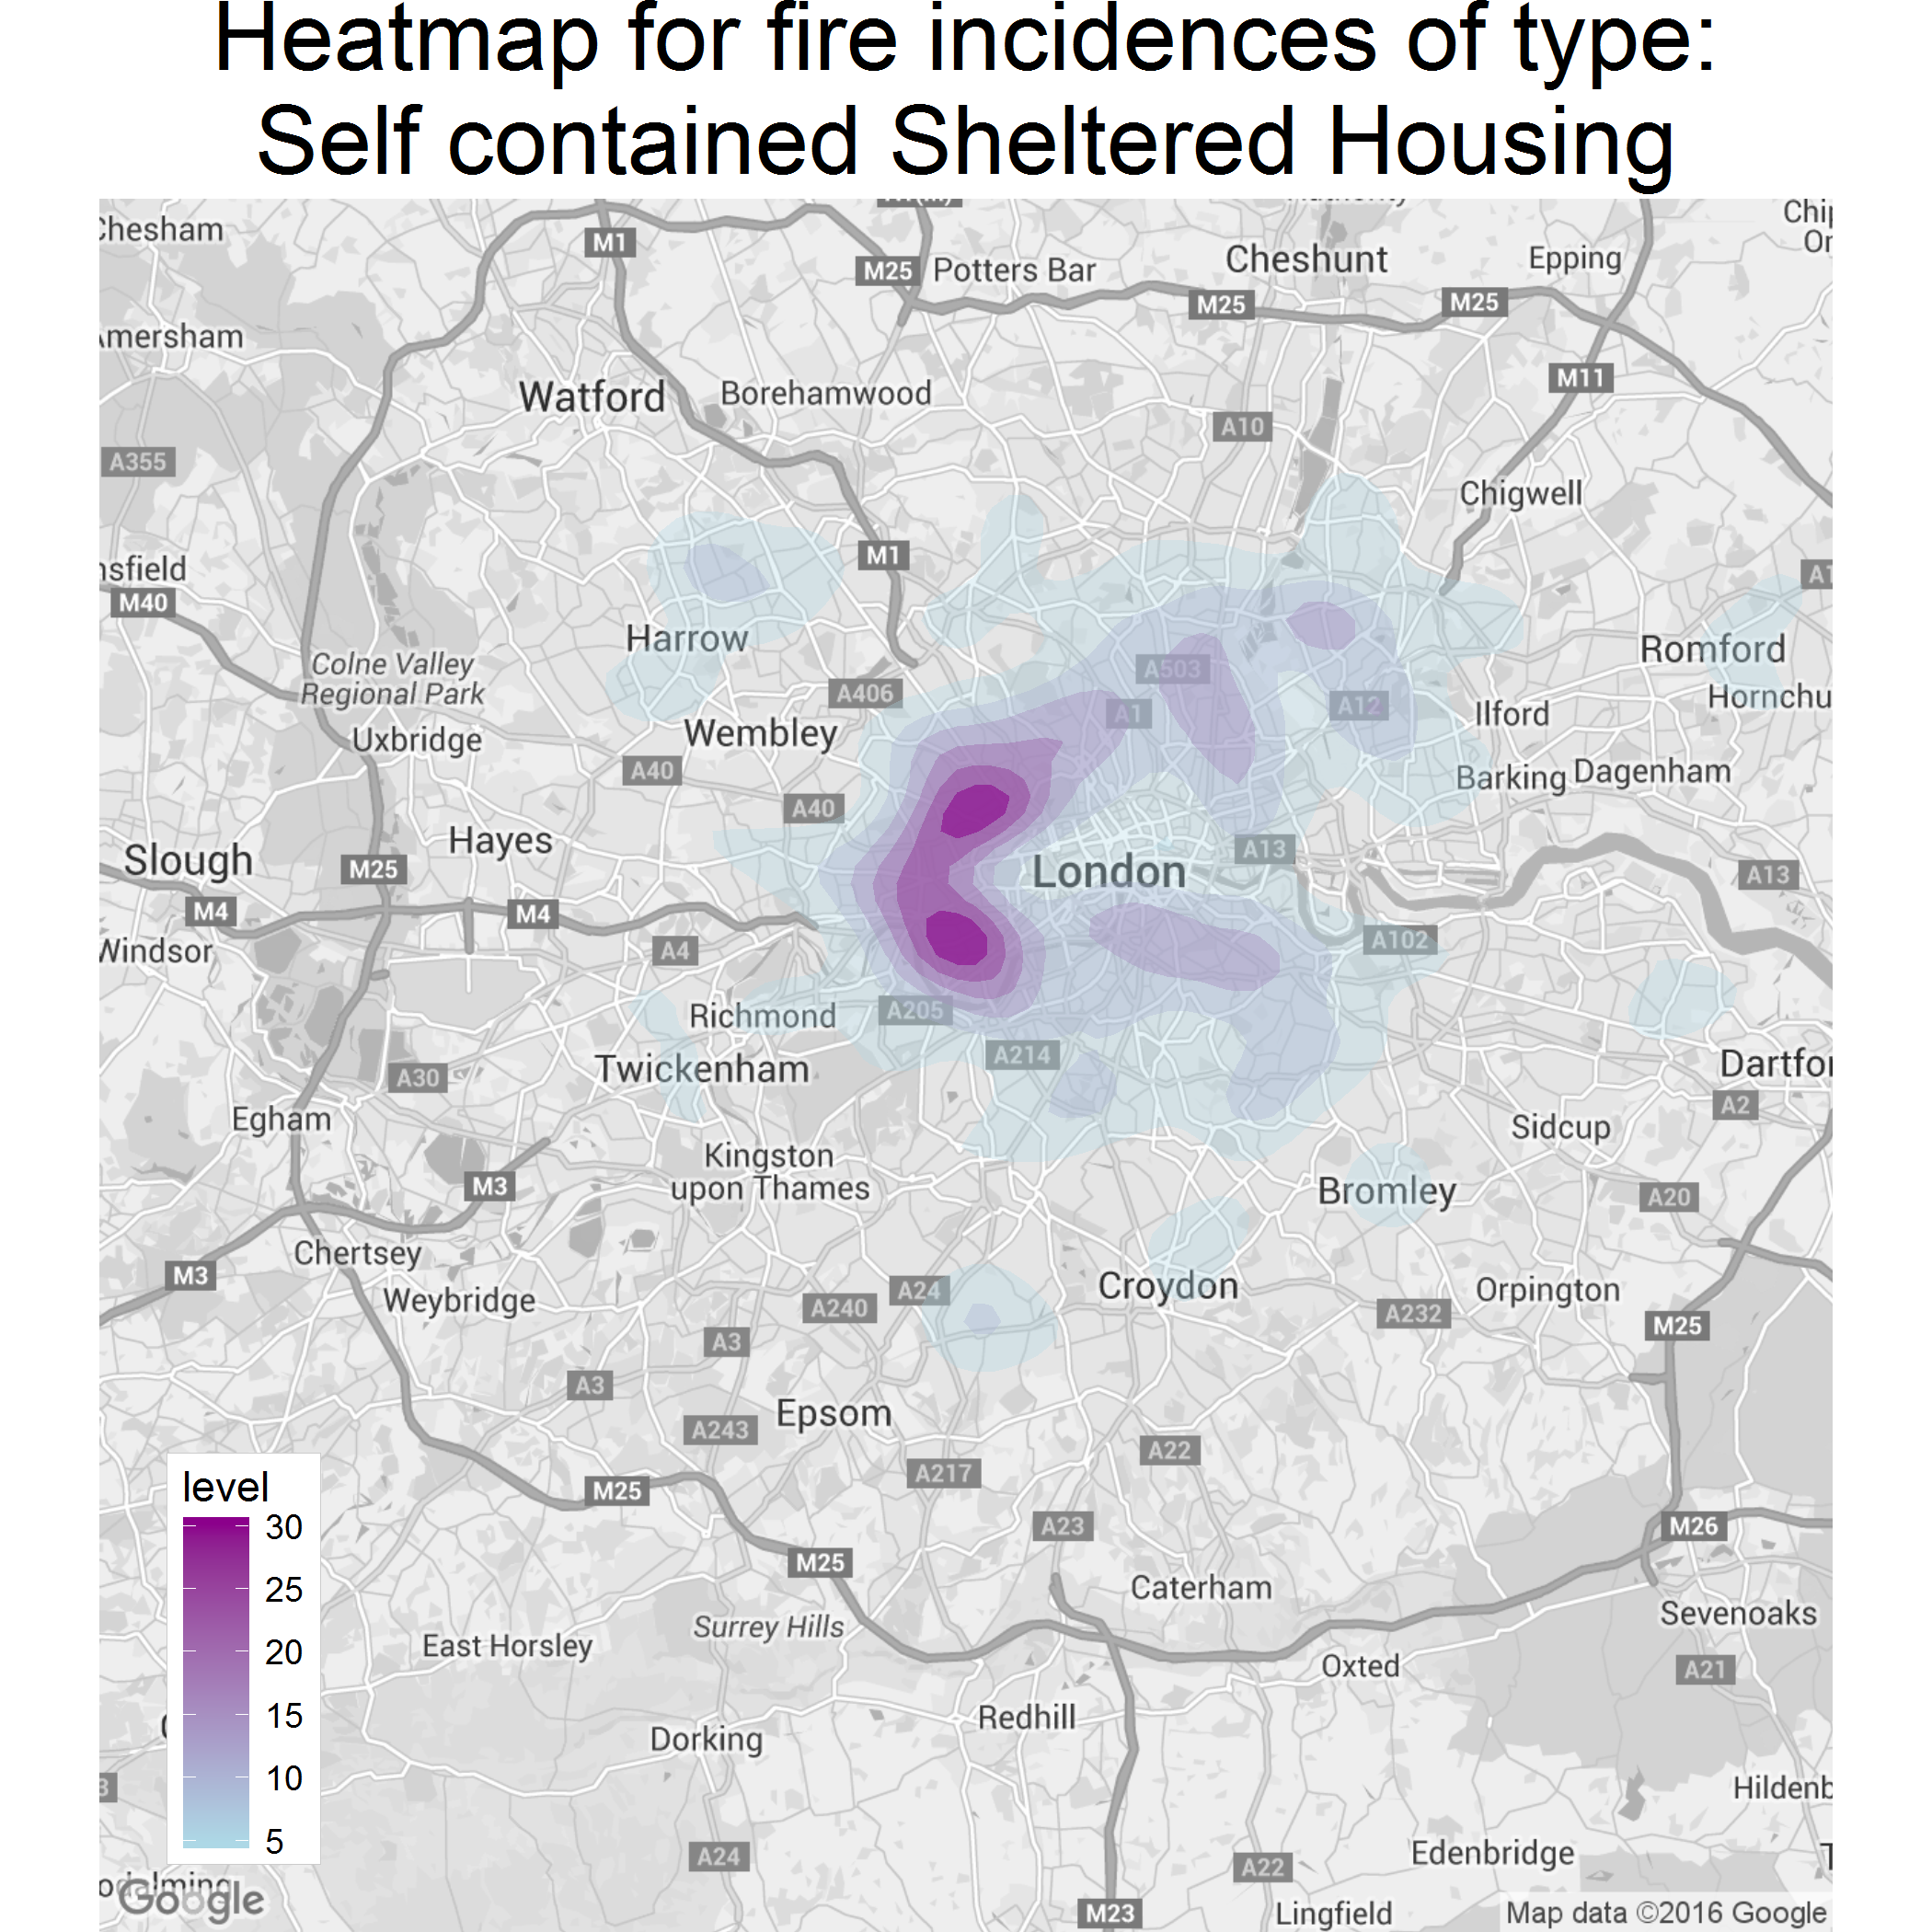 Heatmap for fire incidences of type:
Self contained Sheltered Housing
Chesham
M1
M25
Potters Bar
Cheshunt
Epping
M25
M25
Amersham
M11
Watford
Borehamwood
A10
A355
Chigwell
M1
M40
Harrow
Romford
Colne Valley
Regional Park
A503
A406
A1
A12
Ilford
Wembley
Uxbridge
A40
Barking
Dagenham
A40
Hayes
Slough
M25
London
A13
A13
M4
M4
A4
Windsor
A102
Richmond
A205
A214
Twickenham
Dartfor
A30
A2
Egham
Sidcup
Kingston
upon Thames
M3
Bromley
A20
Chertsey
M3
Weybridge
A24
A240
Croydon
Orpington
A232
M25
A3
A3
Epsom
A243
A22
A217
level
M25
30
A23
M26
M25
25
Caterham
Sevenoaks
Surrey Hills
East Horsley
20
Oxted
A21
15
Redhill
Dorking
10
Hildenb
5
A24
A22
Edenbridge
Google
M23
Lingfield
Map data ©2016 Google